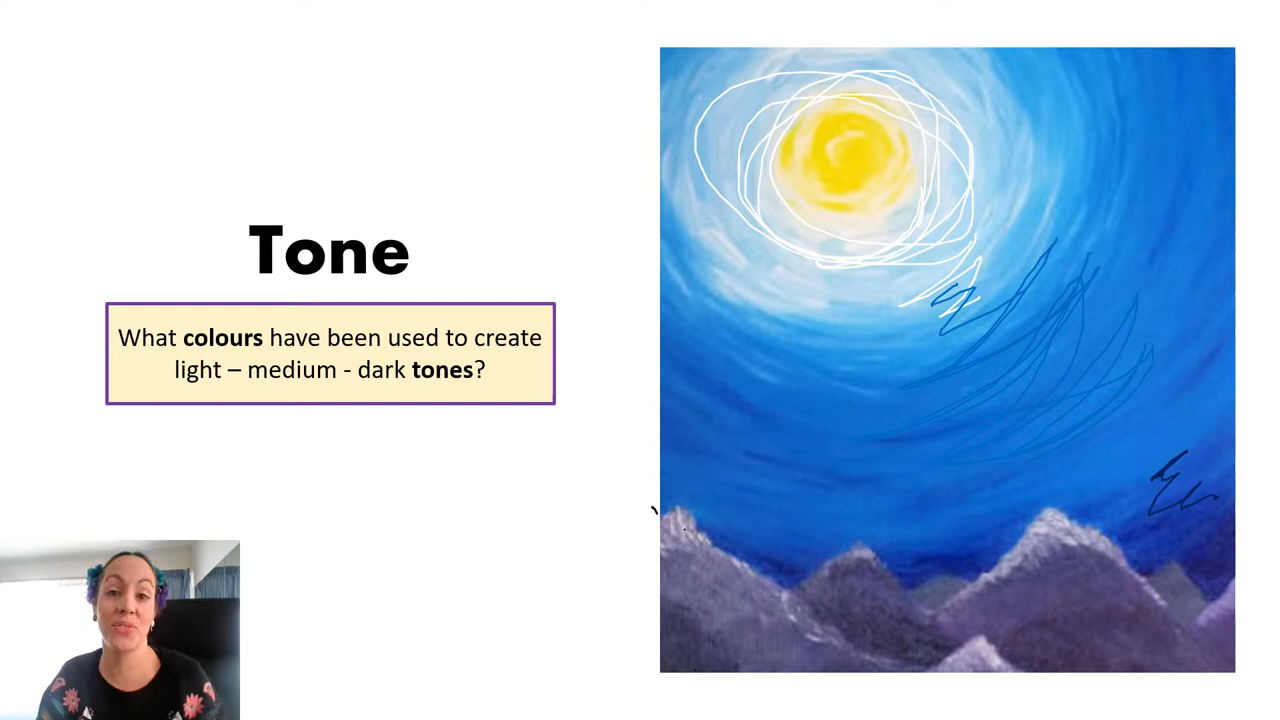 Tone
What colours have been used to create
light – medium - dark tones?